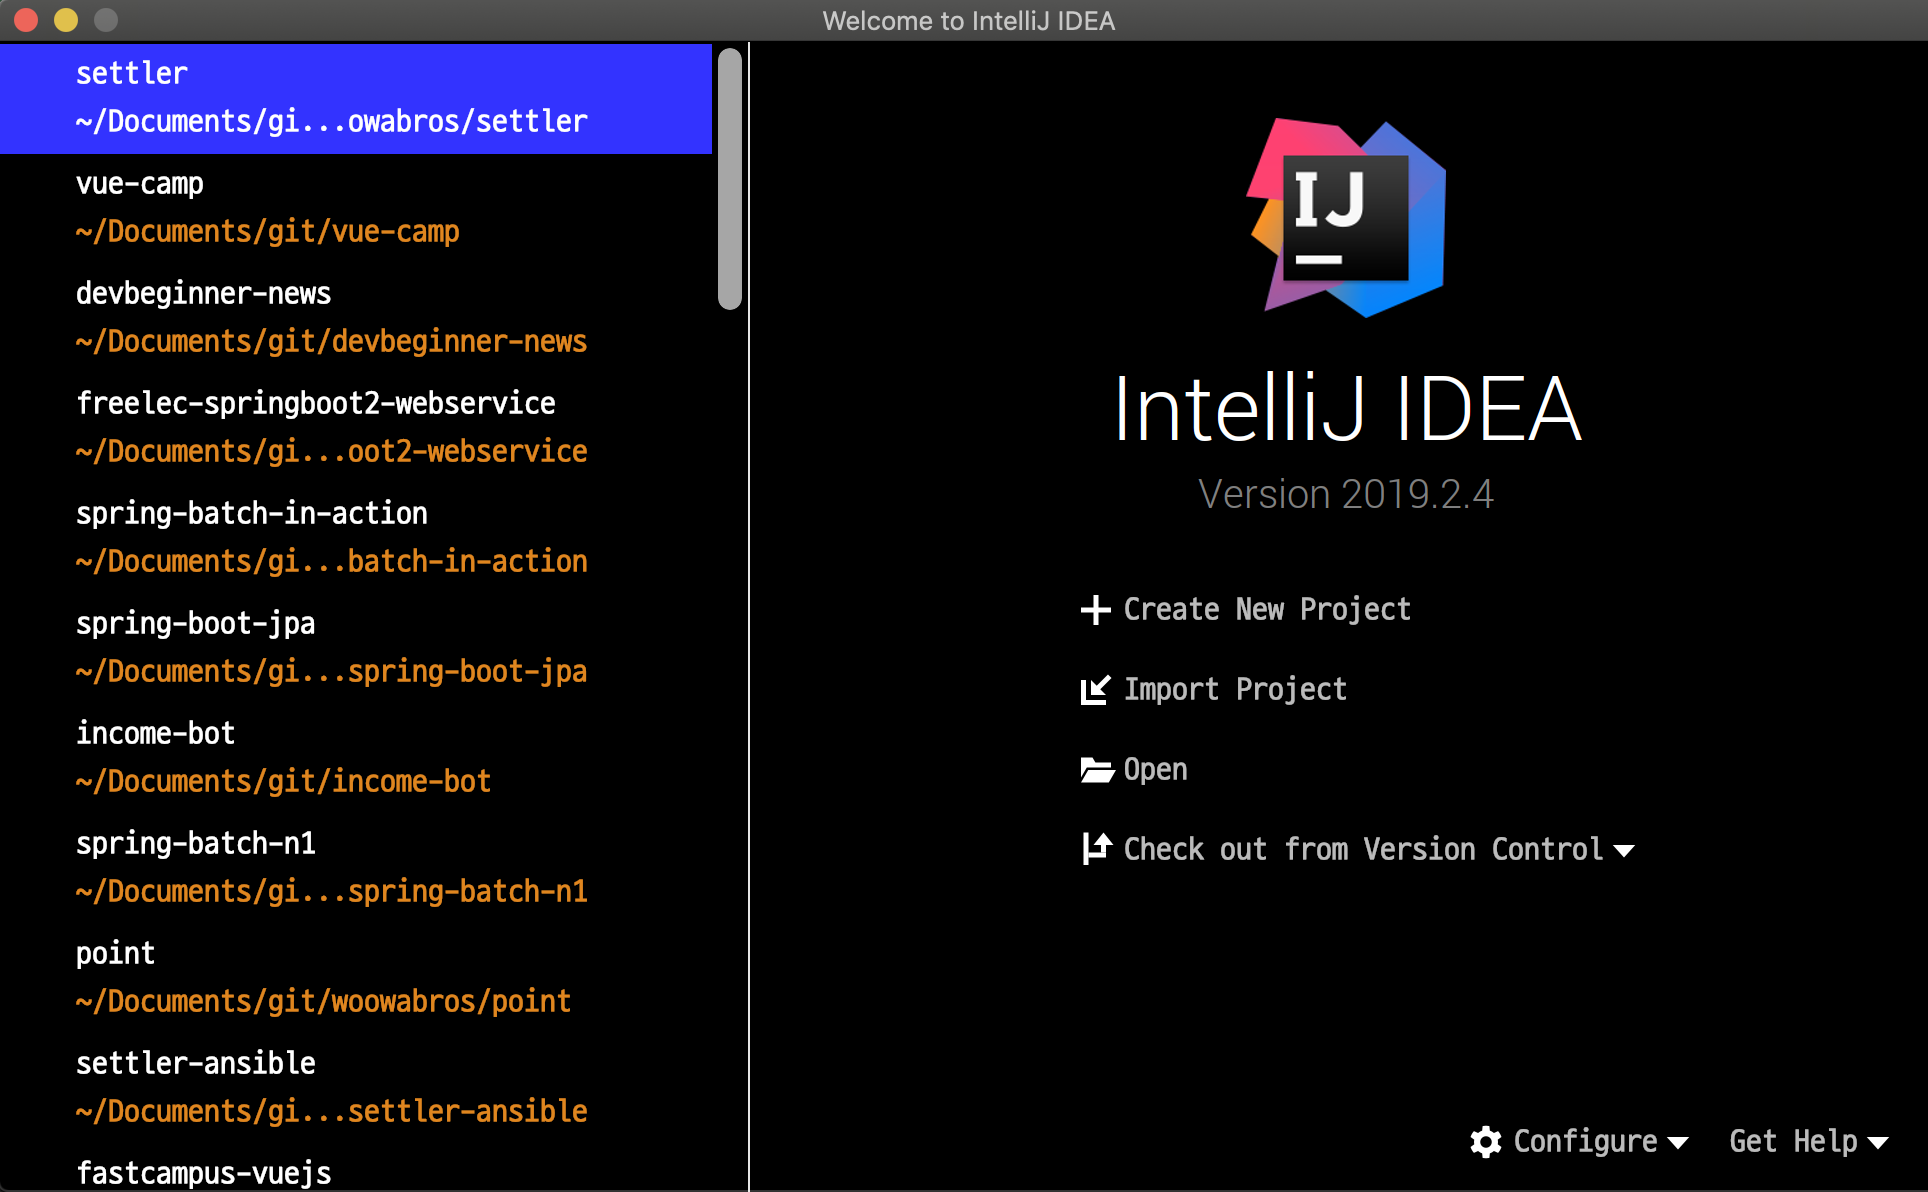 Welcome to IntelliJ IDEA
settler
~/Documents/gi...owabros/settler
vue-camp
~/Documents/git/vue-camp
devbeginner-news
~/Documents/git/devbeginner-news
freelec-springboot2-webservice
~/Documents/gi...oot2-webservice
spring-batch-in-action
~/Documents/gi...batch-in-action
spring-boot-jpa
~/Documents/gi...spring-boot-jpa
income-bot
~/Documents/git/income-bot
spring-batch-n1
~/Documents/gi...spring-batch-n1
point
~/Documents/git/woowabros/point
settler-ansible
~/Documents/gi...settler-ansible
fastcampus-vuejs
IJ
IntelliJ IDEA
Version 2019.2.4
Create New Project
Import Project
Open
Check out from Version Control
Configure
Get Help